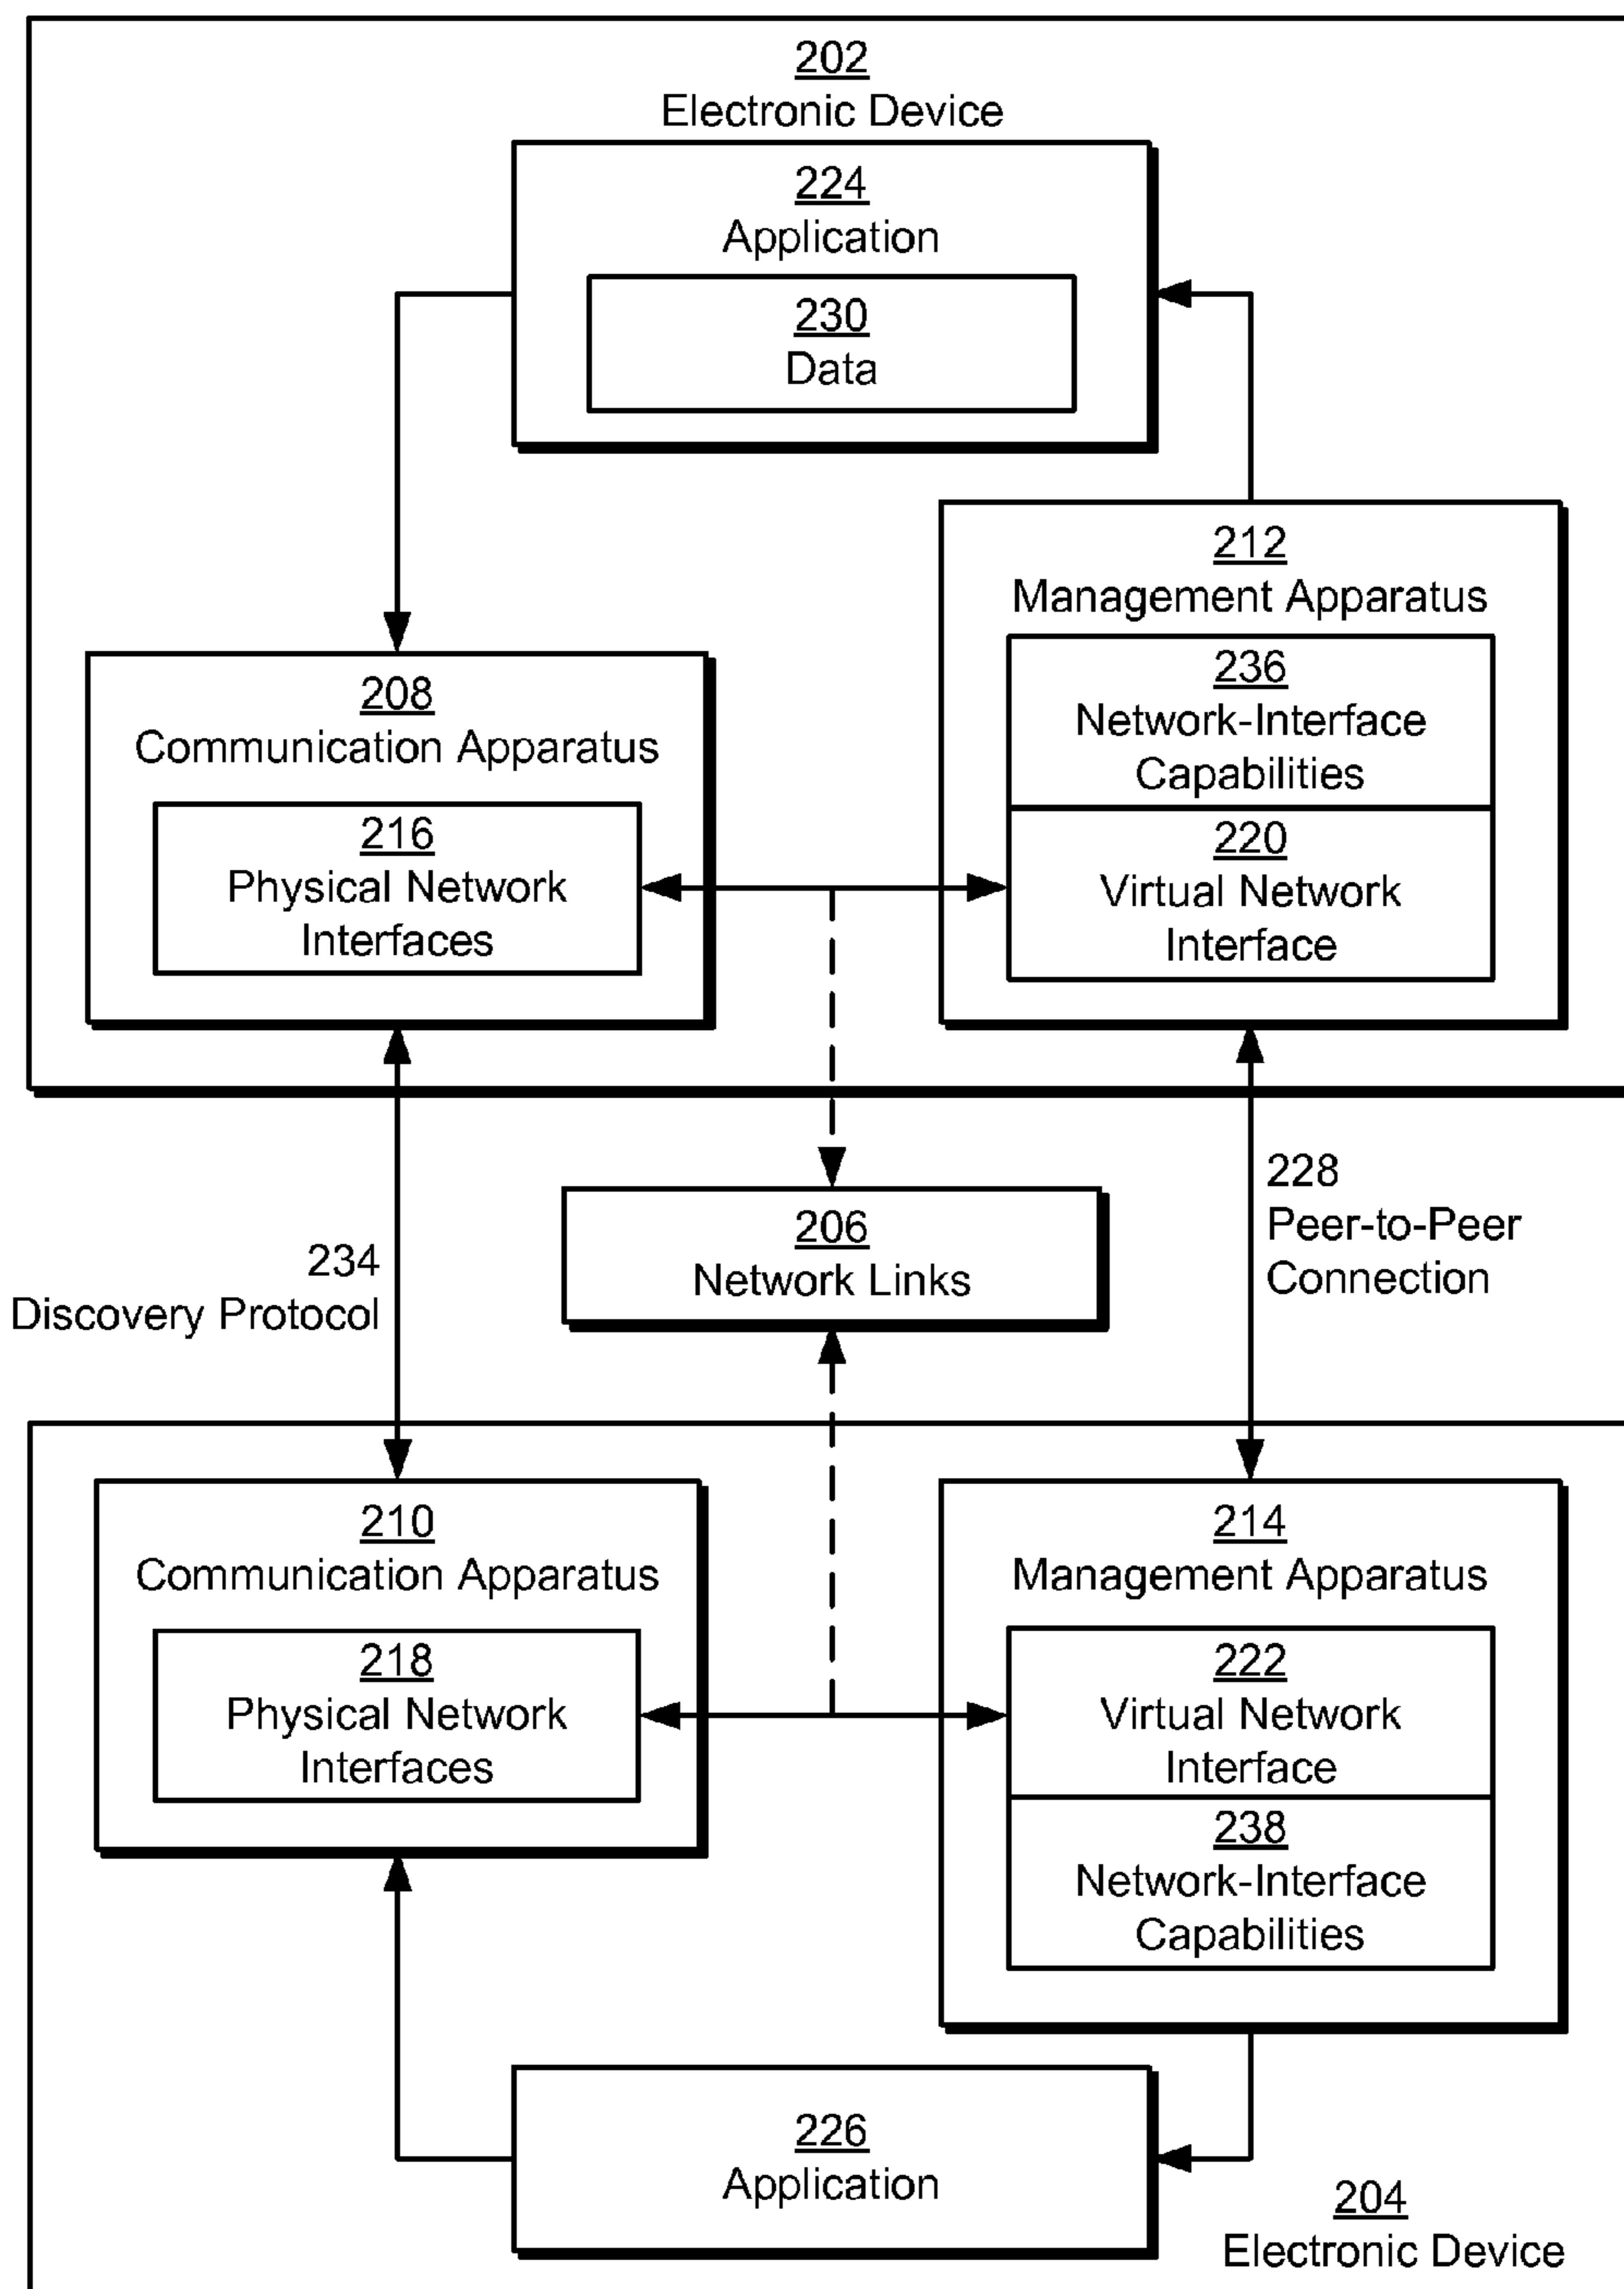 202
Electronic Device
224
Application
230
Data
212
Management Apparatus
236
Network-Interface
Capabilities
220
Virtual Network
Interface
208
Communication Apparatus
216
Physical Network
Interfaces
234
Discovery Protocol
206
Network Links
228
Peer-to-Peer
Connection
210
Communication Apparatus
218
Physical Network
Interfaces
214
Management Apparatus
222
Virtual Network
Interface
238
Network-Interface
Capabilities
226
Application
204
Electronic Device